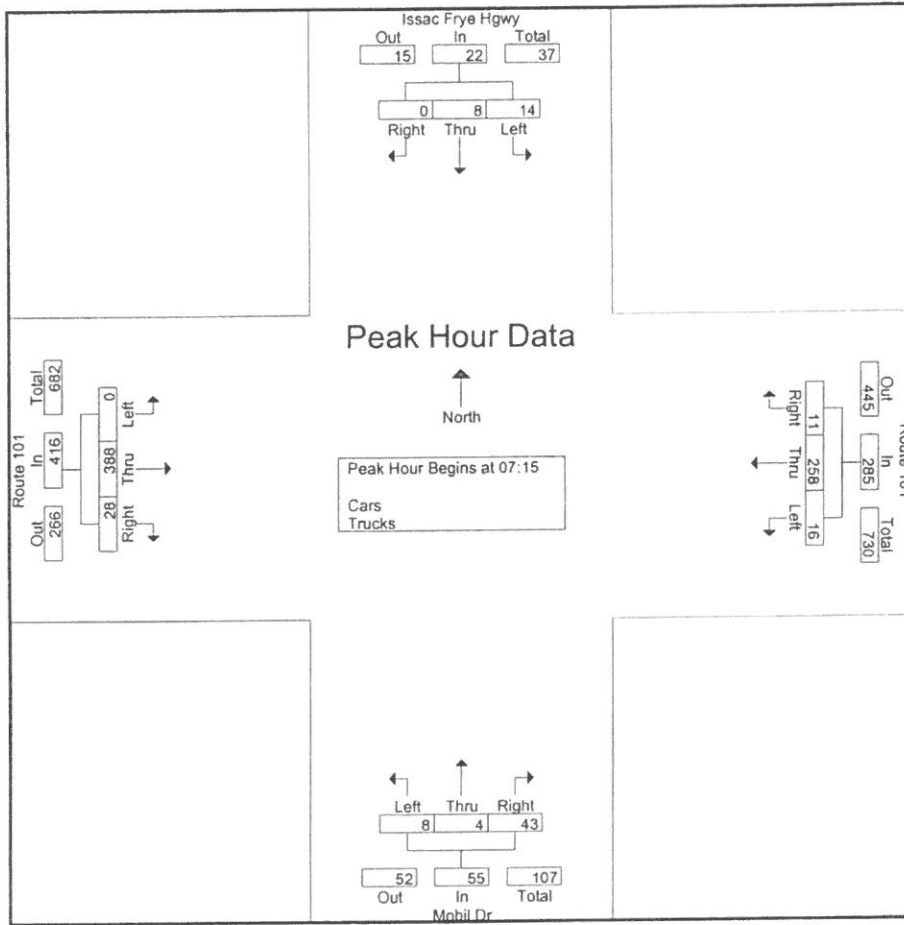 Issac Frye Hgwy
Out In Total
15 22 37
0 8 14
Right Thru Left
Peak Hour Data
North
Peak Hour Begins at 07:15
Cars
Trucks
Route 101
Total In Out
682 416 266
0 388 28
Left Thru Right
Right Thru Left
11 258 16
Out In Total
445 285 730
Route 101
Left Thru Right
8 4 43
52 55 107
Out In Total
Mobil Dr